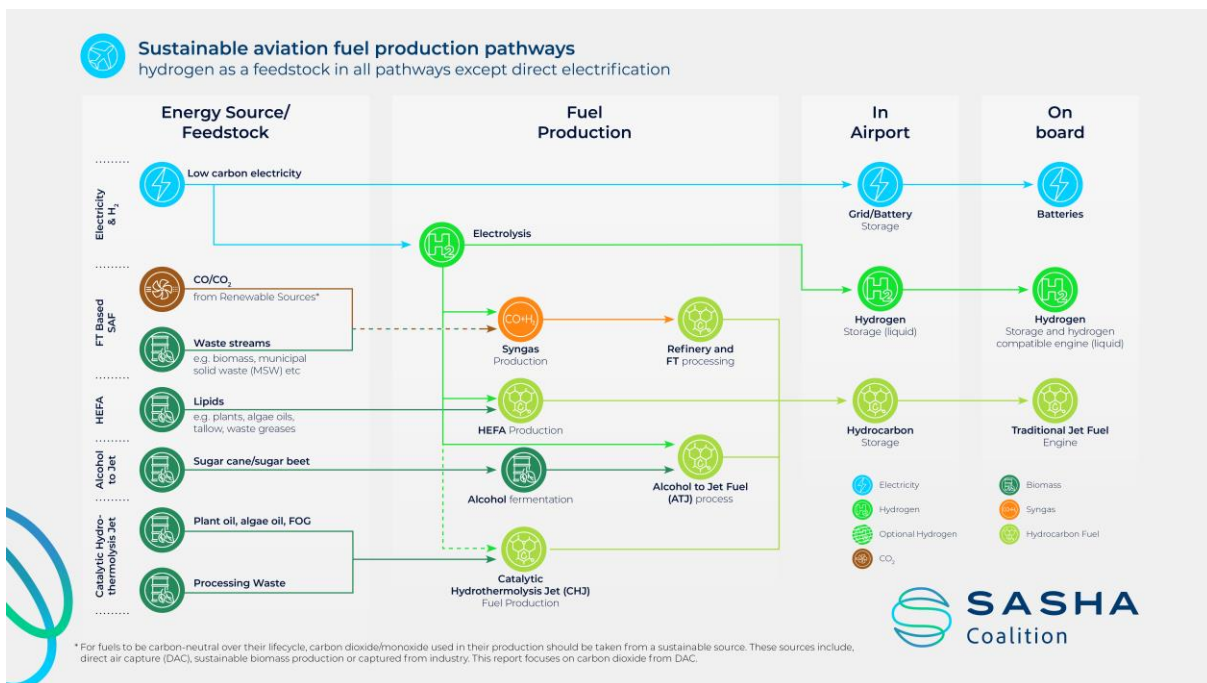 Sustainable aviation fuel production pathways
hydrogen as a feedstock in all pathways except direct electrification
Energy Source/
Feedstock
Fuel
Production
In
Airport
On
board
Electricity
& H₂
Low carbon electricity
Grid/Battery
Storage
Batteries
Electrolysis
FT Based
SAF
CO/CO₂
from Renewable Sources*
Hydrogen
Storage (liquid)
Hydrogen
Storage and hydrogen
compatible engine (liquid)
Waste streams
e.g. biomass, municipal
solid waste (MSW) etc
CO+H₂
Syngas
Production
Refinery and
FT processing
HEFA
Lipids
e.g. plants, algae oils,
tallow, waste greases
HEFA Production
Hydrocarbon
Storage
Traditional Jet Fuel
Engine
Alcohol
to Jet
Sugar cane/sugar beet
Alcohol fermentation
Alcohol to Jet Fuel
(ATJ) process
Catalytic Hydro-
thermolysis Jet
Plant oil, algae oil, FOG
Processing Waste
Catalytic
Hydrothermolysis Jet (CHJ)
Fuel Production
Electricity
Hydrogen
Optional Hydrogen
CO₂
Biomass
Syngas
Hydrocarbon Fuel
SASHA
Coalition
* For fuels to be carbon-neutral over their lifecycle, carbon dioxide/monoxide used in their production should be taken from a sustainable source. These sources include,
direct air capture (DAC), sustainable biomass production or captured from industry. This report focuses on carbon dioxide from DAC.